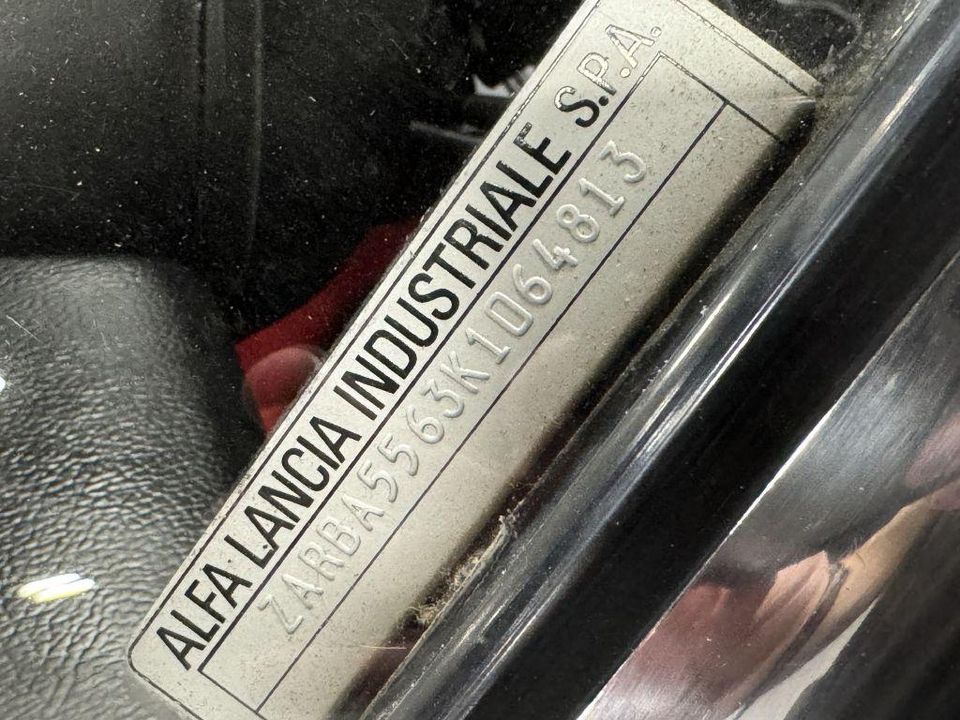 ALFA LANCIA INDUSTRIALE S.P.A.
ZARBA5563K1064813